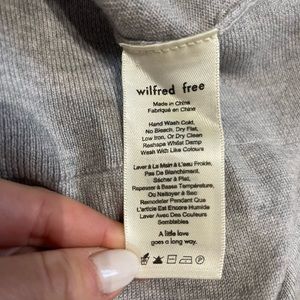 wilfred free
Made in China
Fabriqué en Chine
Hand Wash Cold,
No Bleach, Dry Flat,
Low Iron, Or Dry Clean
Reshape Whilst Damp
Wash With Like Colours
Laver À La Main À L'eau Froide,
Pas De Blanchiment,
Sécher À Plat,
Repasser À Basse Température,
Ou Naitoyer à Sec
Remodeler Pendant Que
L'article Est Encore Humide
Laver Avec Des Couleurs
Semblables
A little love
goes a long way.